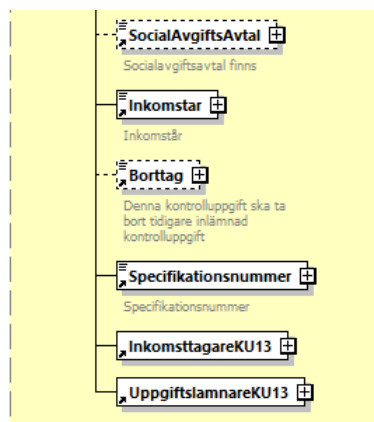 SocialAvgiftsAvtal
Socialavgiftsavtal finns
Inkomstar
Inkomstår
Borttag
Denna kontrolluppgift ska ta
bort tidigare inlämnad
kontrolluppgift
Specifikationsnummer
Specifikationsnummer
InkomsttagareKU13
UppgiftslamnareKU13